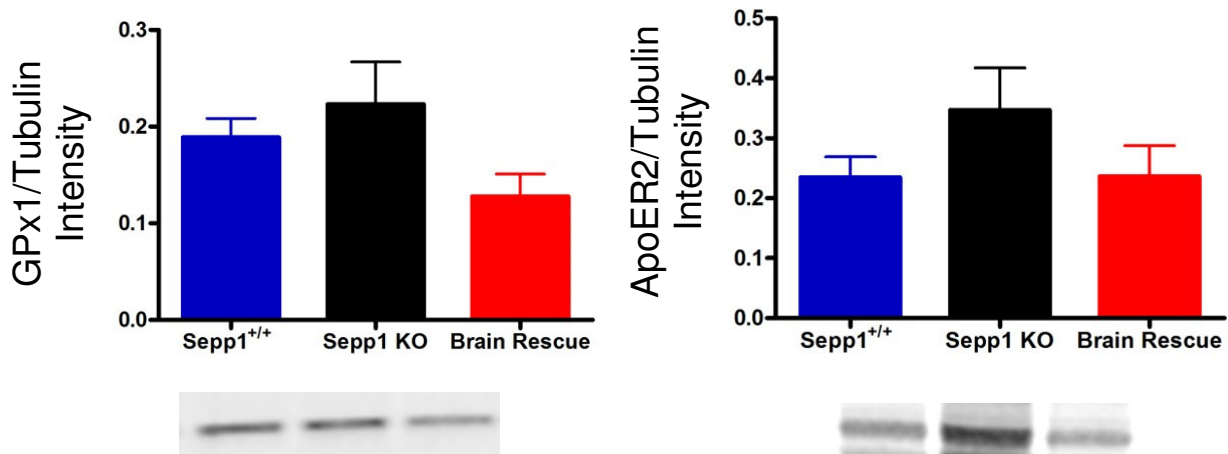 GPx1/Tubulin
Intensity
0.3
0.2
0.1
0.0
Sepp1+/+ Sepp1 KO Brain Rescue
ApoER2/Tubulin
Intensity
0.5
0.4
0.3
0.2
0.1
0.0
Sepp1+/+ Sepp1 KO Brain Rescue